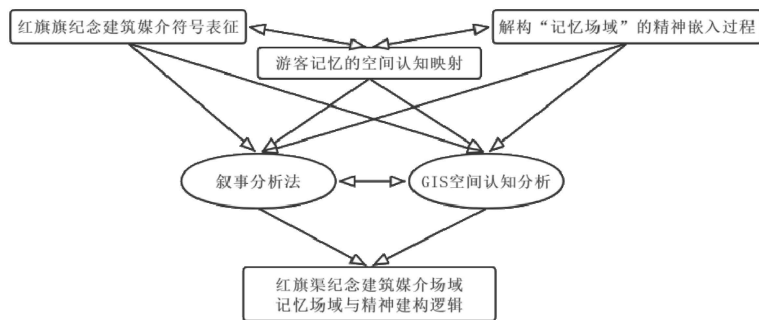 红旗旗纪念建筑媒介符号表征
解构“记忆场域”的精神嵌入过程
游客记忆的空间认知映射
叙事分析法
GIS空间认知分析
红旗渠纪念建筑媒介场域
记忆场域与精神建构逻辑